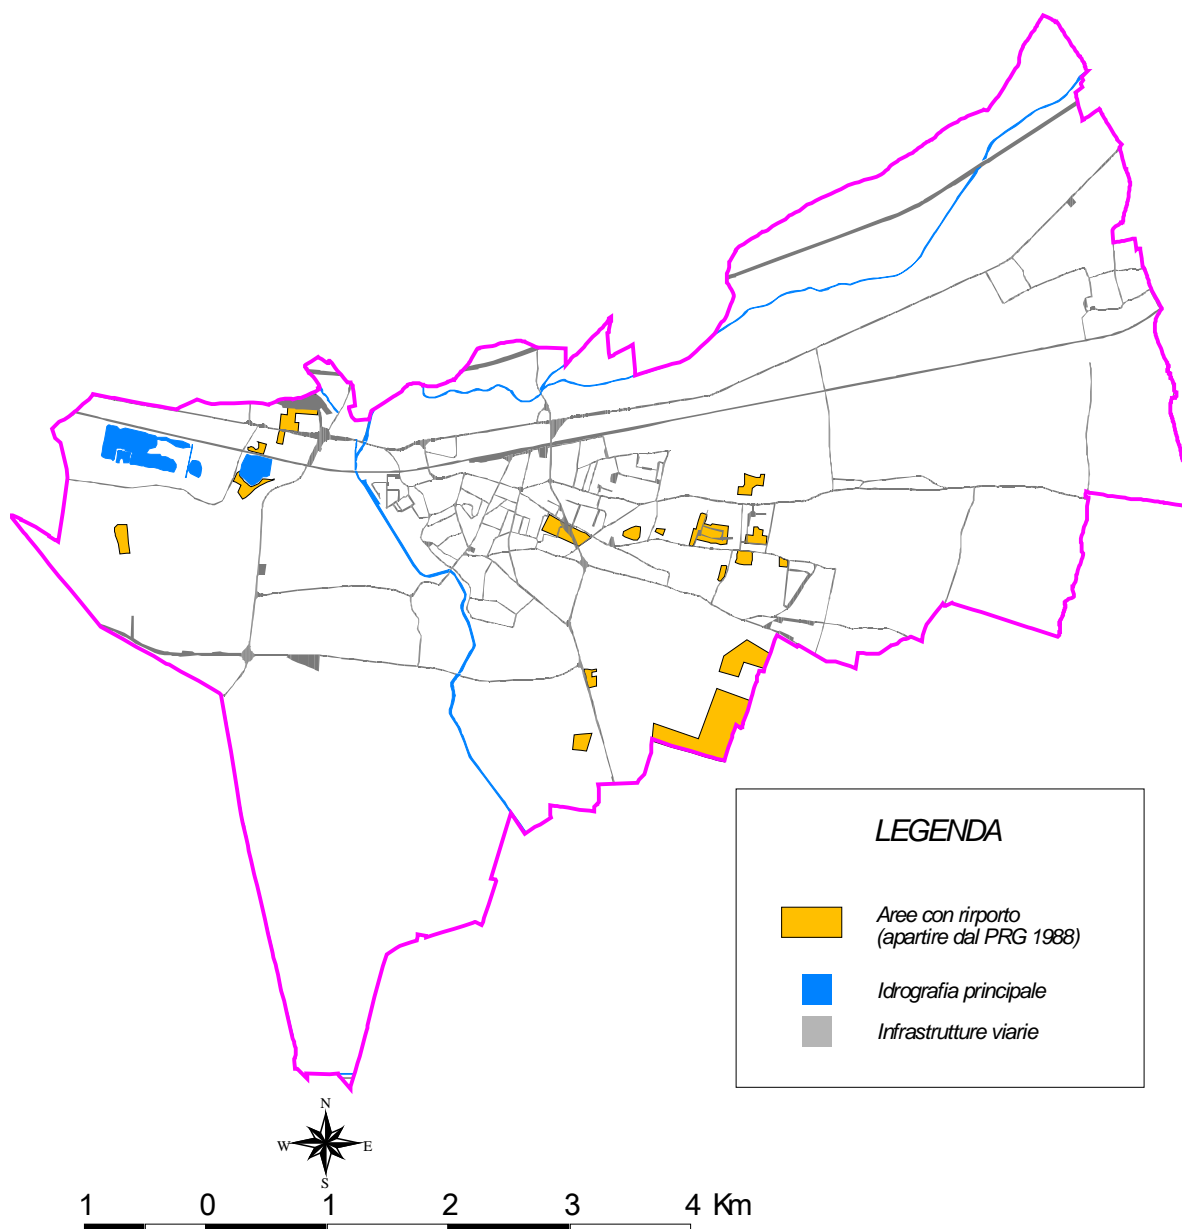 LEGENDA
Aree con rirporto
(apartire dal PRG 1988)
Idrografia principale
Infrastrutture viarie
N
W E
S
1 0 1 2 3 4 Km